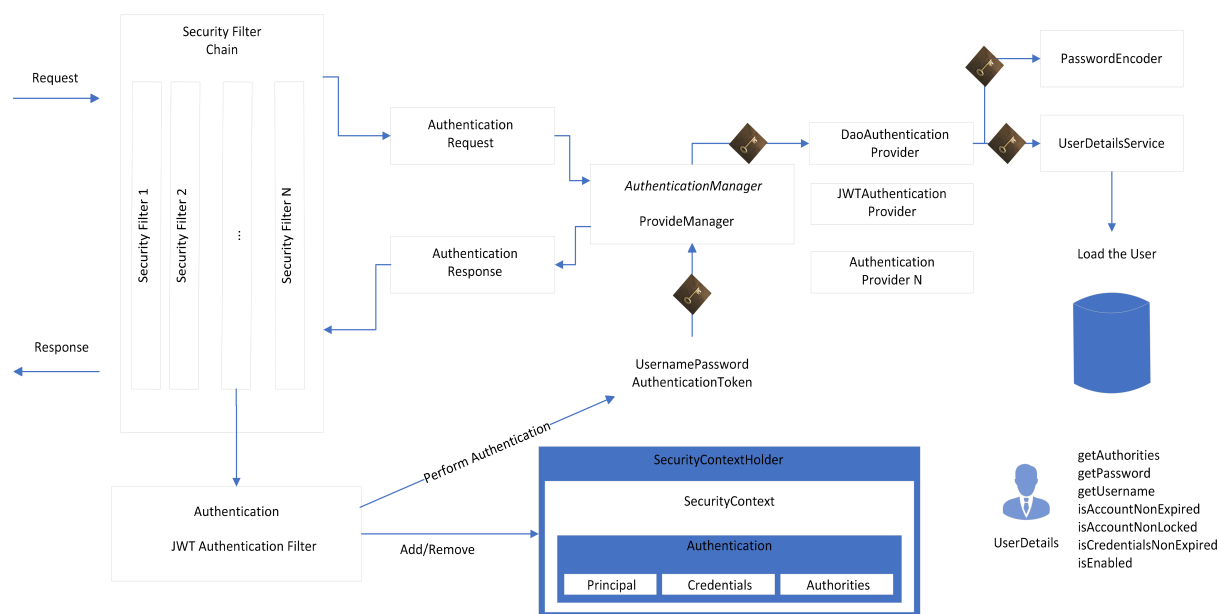 Security Filter
Chain
Request
Security Filter 1
Security Filter 2
...
Security Filter N
Response
Authentication
Request
Authentication
Response
AuthenticationManager
ProvideManager
DaoAuthentication
Provider
JWTAuthentication
Provider
Authentication
Provider N
PasswordEncoder
UserDetailsService
Load the User
UsernamePassword
AuthenticationToken
Perform Authentication
Authentication
JWT Authentication Filter
Add/Remove
SecurityContextHolder
SecurityContext
Authentication
Principal
Credentials
Authorities
UserDetails
getAuthorities
getPassword
getUsername
isAccountNonExpired
isAccountNonLocked
isCredentialsNonExpired
isEnabled